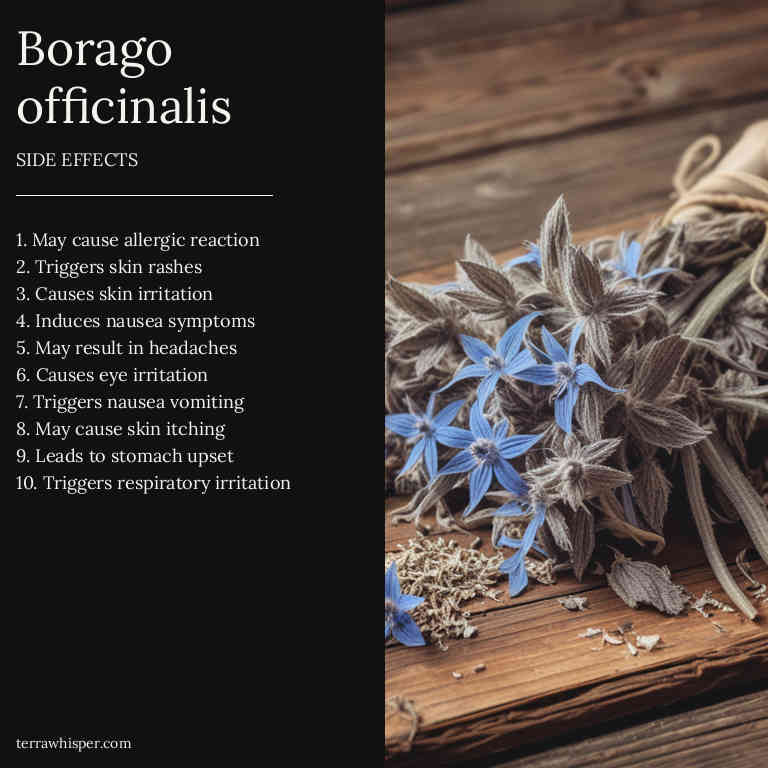 Borago
officinalis
SIDE EFFECTS
1. May cause allergic reaction
2. Triggers skin rashes
3. Causes skin irritation
4. Induces nausea symptoms
5. May result in headaches
6. Causes eye irritation
7. Triggers nausea vomiting
8. May cause skin itching
9. Leads to stomach upset
10. Triggers respiratory irritation
terrawhisper.com